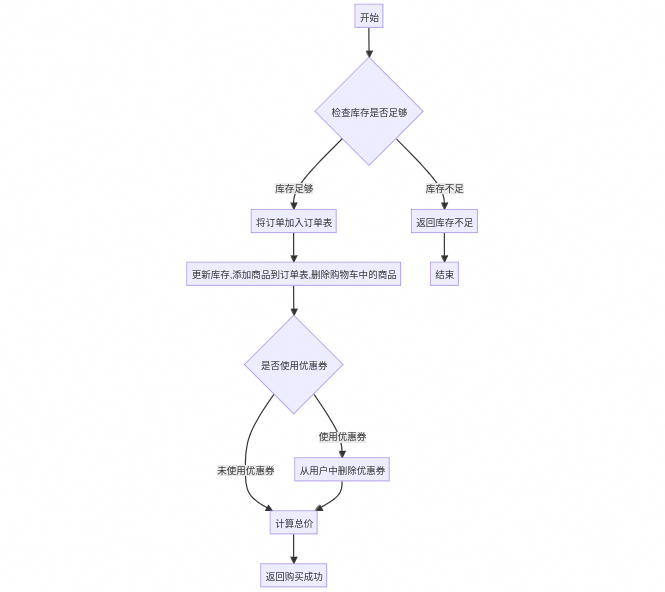 开始
检查库存是否足够
库存足够
库存不足
将订单加入订单表
返回库存不足
更新库存,添加商品到订单表,删除购物车中的商品
结束
是否使用优惠券
使用优惠券
未使用优惠券
从用户中删除优惠券
计算总价
返回购买成功